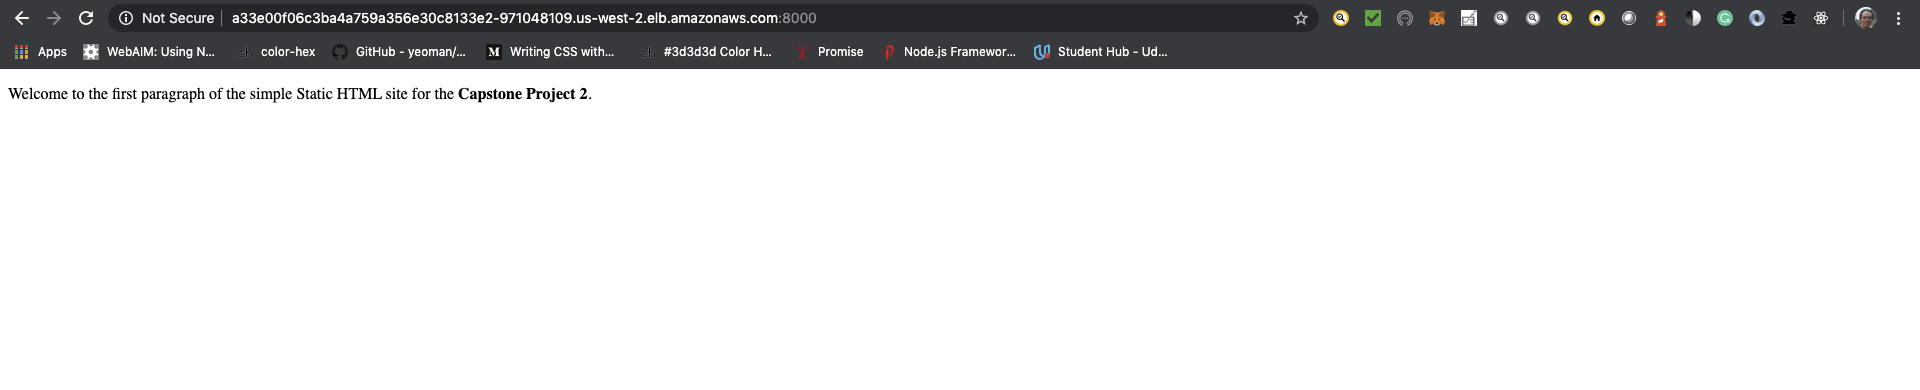 Not Secure a33e00f06c3ba4a759a356e30c8133e2-971048109.us-west-2.elb.amazonaws.com:8000
Apps WebAIM: Using N... color-hex GitHub - yeoman/... Writing CSS with... #3d3d3d Color H... Promise Node.js Framewor... Student Hub - Ud...
Welcome to the first paragraph of the simple Static HTML site for the Capstone Project 2.